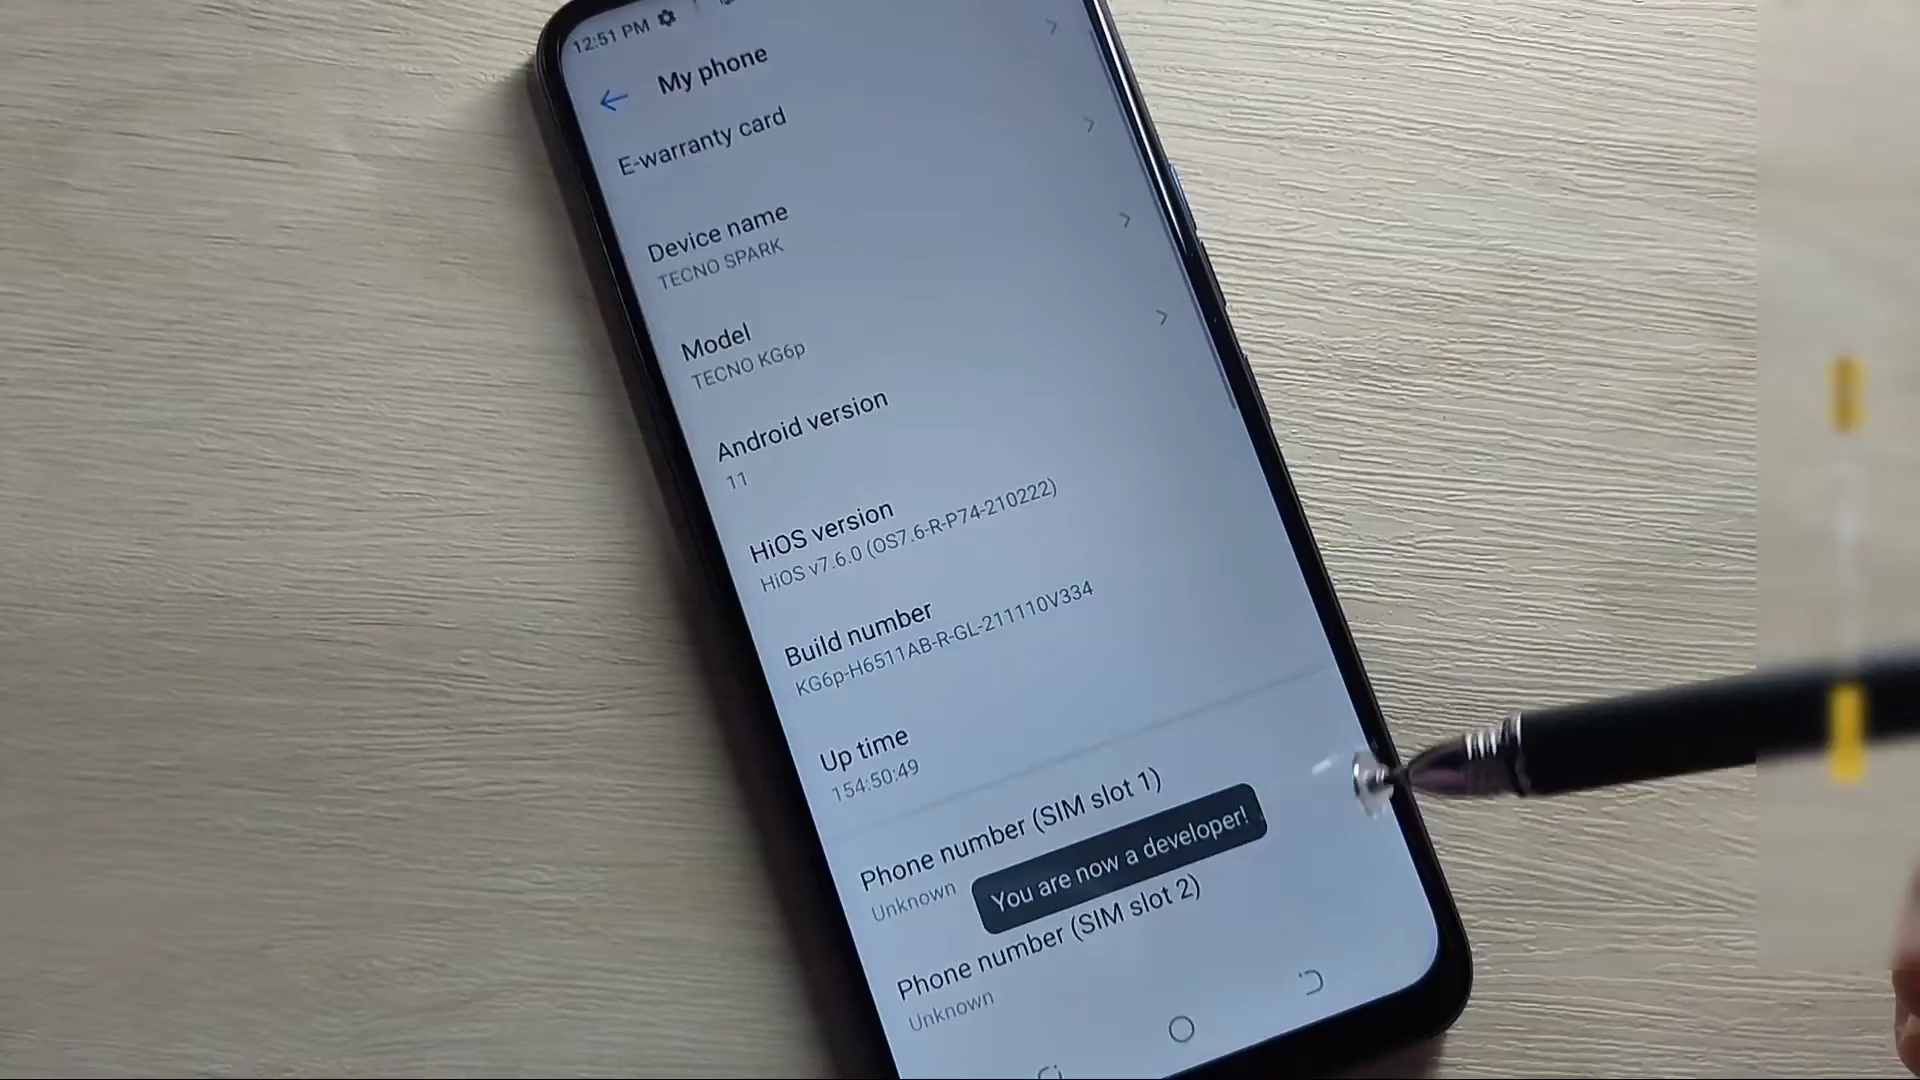 12:51 PM
My phone
E-warranty card
Device name
TECNO SPARK
Model
TECNO KG6p
Android version
11
HiOS version
HiOS v7.6.0 (OS7.6-R-P74-210222)
Build number
KG6p-H6511AB-R-GL-211110V334
Up time
154:50:49
Phone number (SIM slot 1)
Unknown
You are now a developer!
Phone number (SIM slot 2)
Unknown